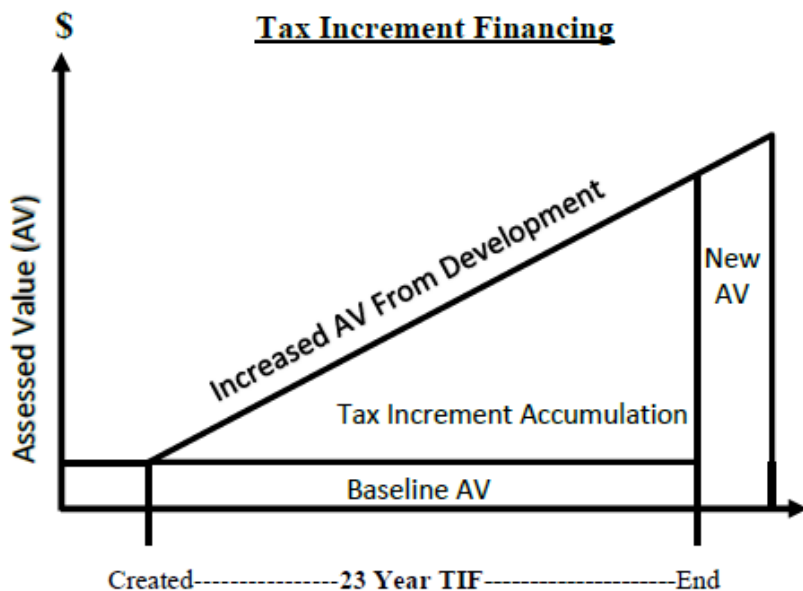 $
Tax Increment Financing
Assessed Value (AV)
Increased AV From Development
New
AV
Tax Increment Accumulation
Baseline AV
Created-----------------23 Year TIF----------------------End